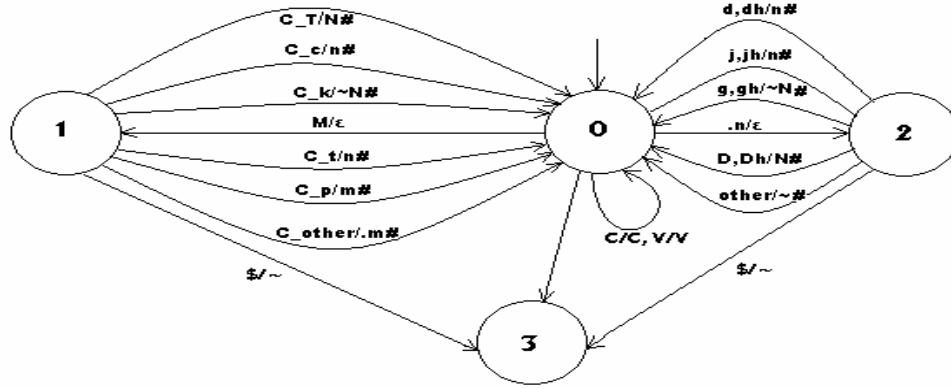 C_T/N#
C_c/n#
C_k/~N#
M/ε
C_t/n#
C_p/m#
C_other/.m#
$/~
1
0
2
3
d,dh/n#
j,jh/n#
g,gh/~N#
.n/ε
D,Dh/N#
other/~#
C/C, V/V
$/~